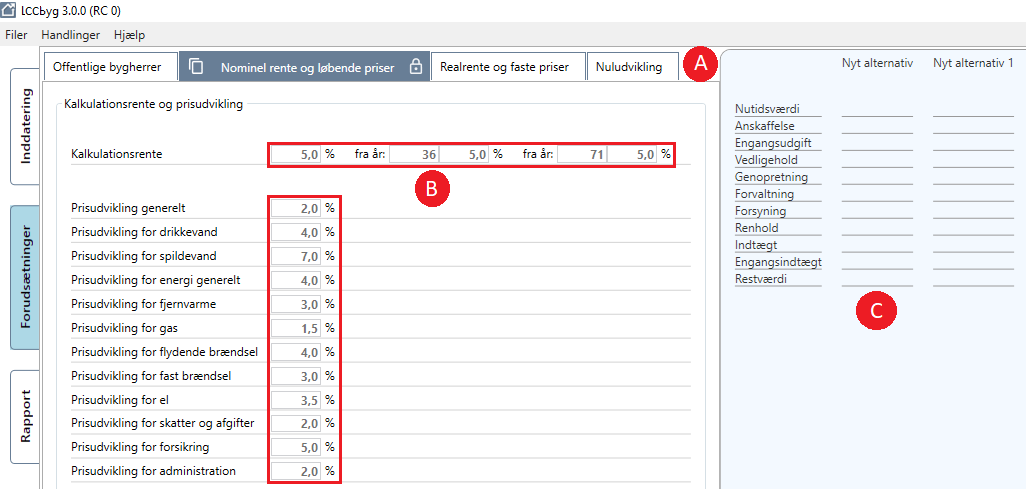 LCCbyg 3.0.0 (RC 0)
Filer Handlinger Hjælp
Offentlige bygherrer Nominel rente og løbende priser Realrente og faste priser Nuludvikling A
Inddatering
Forudsætninger
Rapport
Kalkulationsrente og prisudvikling
Kalkulationsrente 5,0 % fra år: 36 5,0 % fra år: 71 5,0 %
B
Prisudvikling generelt 2,0 %
Prisudvikling for drikkevand 4,0 %
Prisudvikling for spildevand 7,0 %
Prisudvikling for energi generelt 4,0 %
Prisudvikling for fjernvarme 3,0 %
Prisudvikling for gas 1,5 %
Prisudvikling for flydende brændsel 4,0 %
Prisudvikling for fast brændsel 3,0 %
Prisudvikling for el 3,5 %
Prisudvikling for skatter og afgifter 2,0 %
Prisudvikling for forsikring 5,0 %
Prisudvikling for administration 2,0 %
Nyt alternativ Nyt alternativ 1
Nutidsværdi
Anskaffelse
Engangsudgift
Vedligehold
Genopretning
Forvaltning
Forsyning
Renhold
Indtægt
Engangsindtægt
Restværdi
C